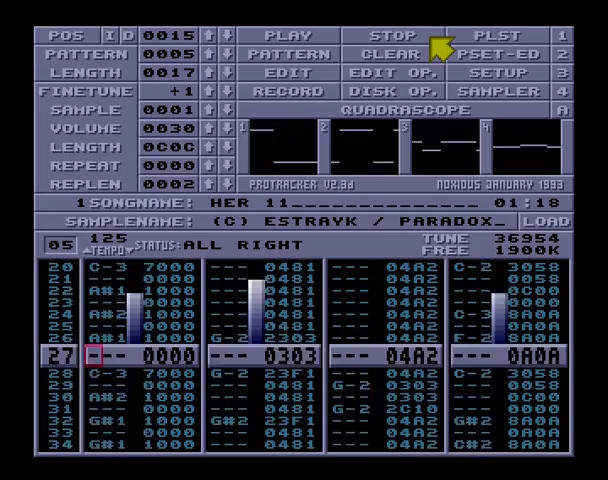 POS I D 0015 PLAY STOP PLST 1
PATTERN 0005 PATTERN CLEAR PSET-ED 2
LENGTH 0017 EDIT EDIT OP. SETUP 3
FINETUNE +1 RECORD DISK OP. SAMPLER 4
SAMPLE 0001 QUADRASCOPE A
VOLUME 0030 1 2 3 4
LENGTH 0C0C
REPEAT 0000
REPLEN 0002 PROTRACKER V2.3d NOXIOUS JANUARY 1993
1 SONGNAME: HER 11______________ 01:18
SAMPLENAME: (C) ESTRAYK / PARADOX_ LOAD
05 125 TEMPO STATUS: ALL RIGHT TUNE 36954
FREE 1900K
20 C-3 7000 --- 0481 --- 04A2 C-2 3058
21 --- 0000 --- 0481 --- 04A2 --- 0058
22 A#1 1000 --- 0481 --- 04A2 --- 0C00
23 --- 0000 --- 0481 --- 04A2 --- 0000
24 A#2 1000 --- 0481 --- 04A2 C-3 8A0A
25 --- 0000 --- 0481 --- 04A2 --- 0A0A
26 A#1 1000 G-2 2303 --- 04A2 F-2 8A0A
27 --- 0000 --- 0303 --- 04A2 --- 0A0A
28 C-3 7000 G-2 23F1 --- 04A2 C-2 3058
29 --- 0000 --- 0481 G-2 0303 --- 0058
30 A#2 1000 --- 0481 --- 04A2 --- 0C00
31 --- 0000 --- 0481 G-2 2C10 --- 0000
32 G#1 1000 G#2 23F1 --- 04A2 G#2 8A0A
33 --- 0000 --- 0481 --- 04A2 --- 0A0A
34 G#1 1000 --- 0481 --- 04A2 C#2 8A0A